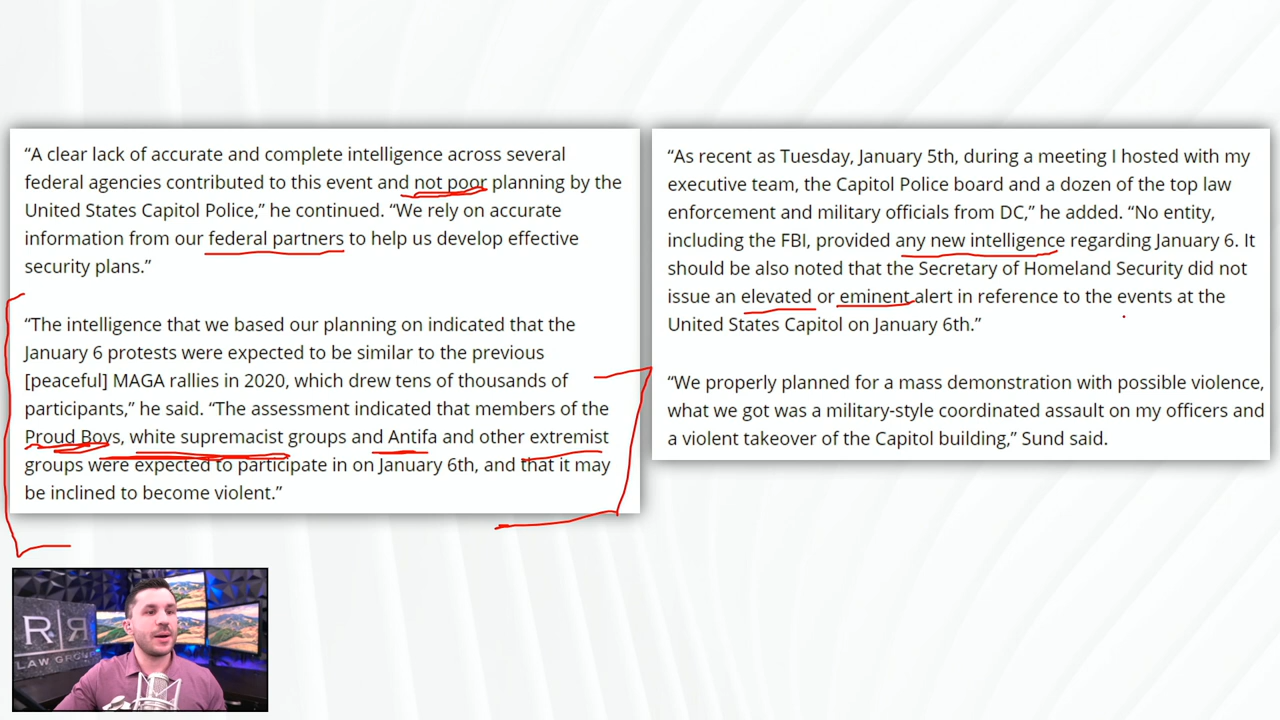 “A clear lack of accurate and complete intelligence across several
federal agencies contributed to this event and not poor planning by the
United States Capitol Police,” he continued. “We rely on accurate
information from our federal partners to help us develop effective
security plans.”
“The intelligence that we based our planning on indicated that the
January 6 protests were expected to be similar to the previous
[peaceful] MAGA rallies in 2020, which drew tens of thousands of
participants,” he said. “The assessment indicated that members of the
Proud Boys, white supremacist groups and Antifa and other extremist
groups were expected to participate in on January 6th, and that it may
be inclined to become violent.”
“As recent as Tuesday, January 5th, during a meeting I hosted with my
executive team, the Capitol Police board and a dozen of the top law
enforcement and military officials from DC,” he added. “No entity,
including the FBI, provided any new intelligence regarding January 6. It
should be also noted that the Secretary of Homeland Security did not
issue an elevated or eminent alert in reference to the events at the
United States Capitol on January 6th.”
“We properly planned for a mass demonstration with possible violence,
what we got was a military-style coordinated assault on my officers and
a violent takeover of the Capitol building,” Sund said.
R|R
LAW GROUP